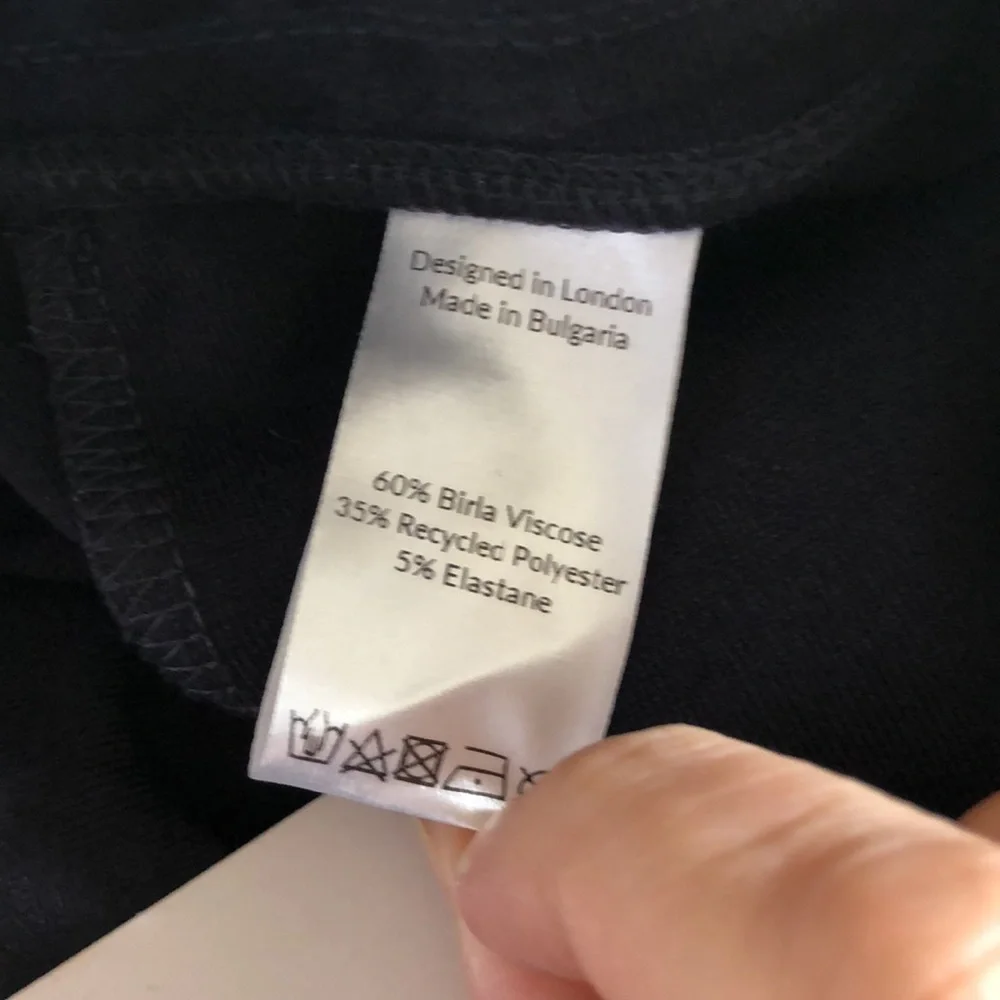 Designed in London
Made in Bulgaria
60% Birla Viscose
35% Recycled Polyester
5% Elastane